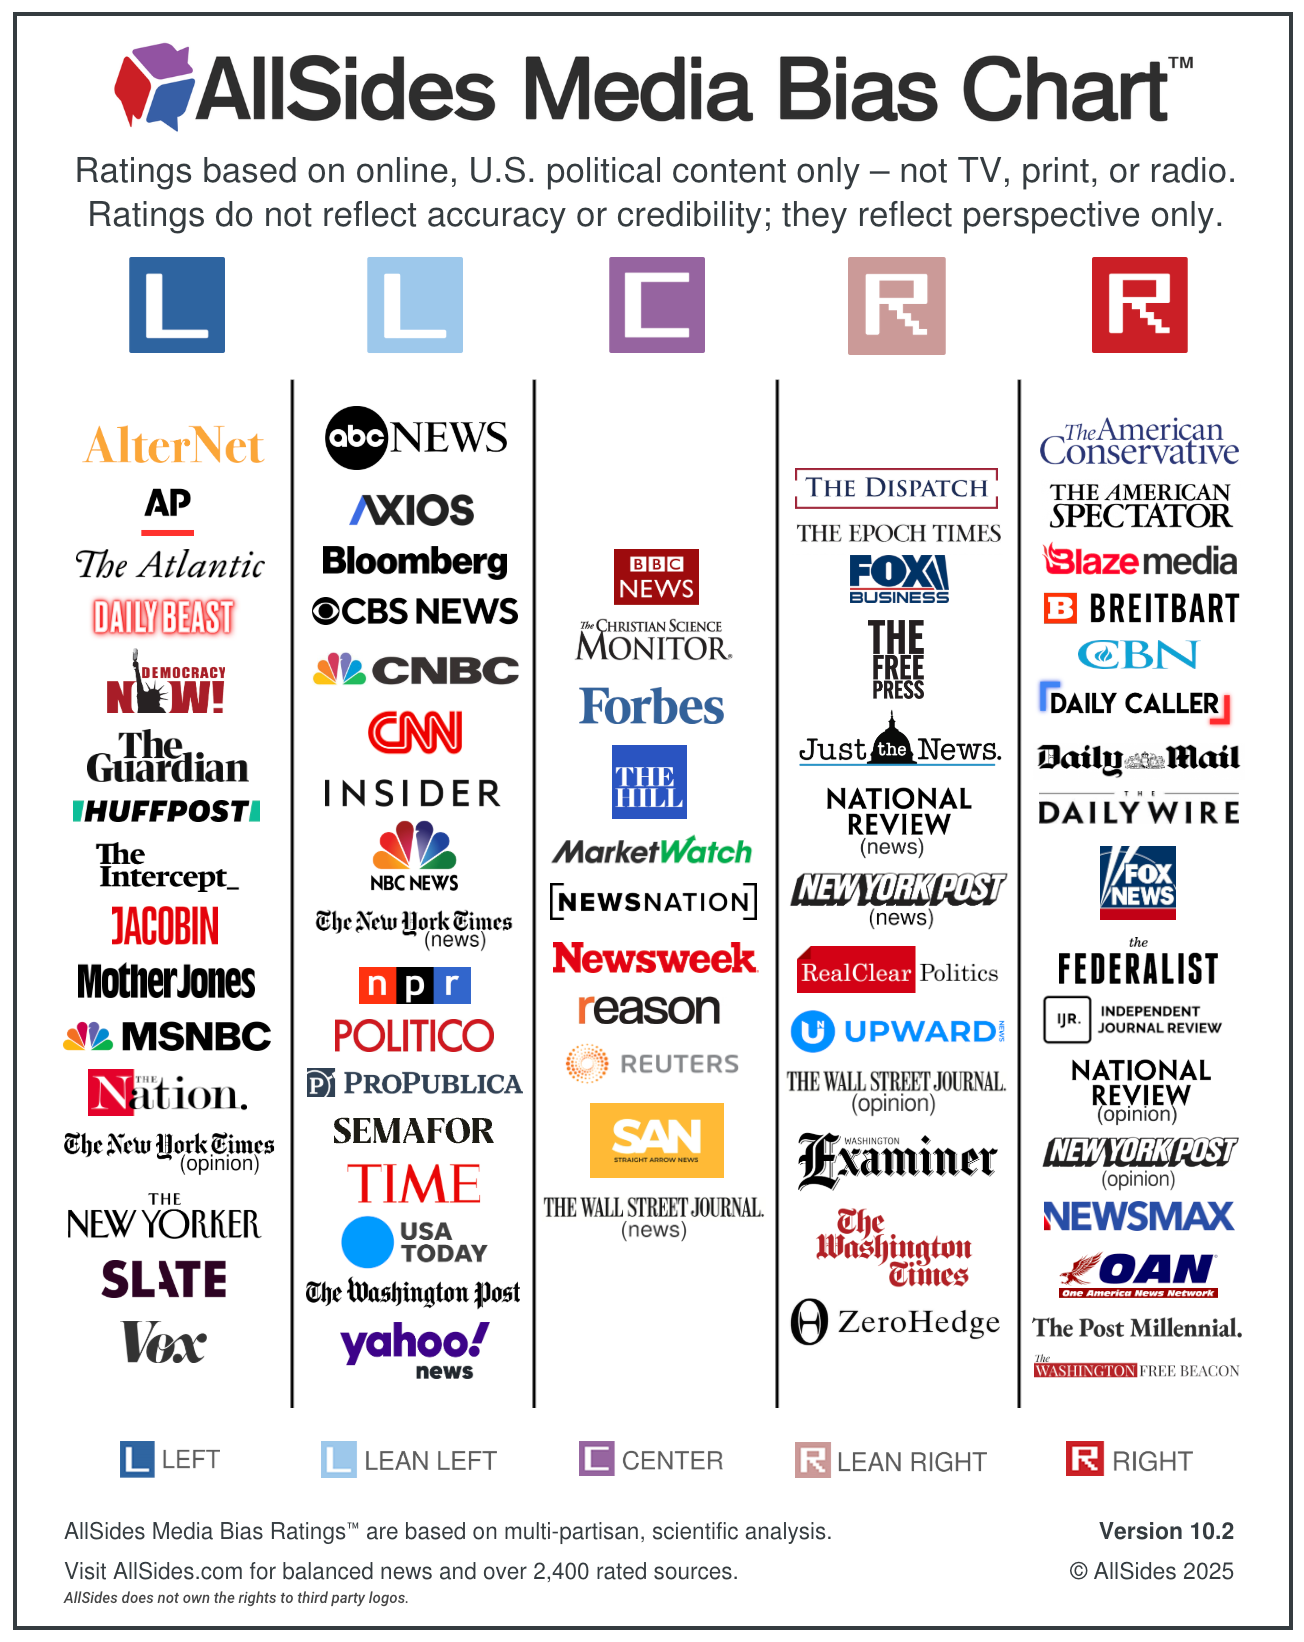 AllSides Media Bias Chart™
Ratings based on online, U.S. political content only – not TV, print, or radio.
Ratings do not reflect accuracy or credibility; they reflect perspective only.
L
L
C
R
R
AlterNet
AP
The Atlantic
DAILY BEAST
DEMOCRACY
NOW!
The
Guardian
HUFFPOST
The
Intercept_
JACOBIN
Mother Jones
MSNBC
THE
Nation.
The New York Times
(opinion)
THE
NEW YORKER
SLATE
Vox
abc NEWS
AXIOS
Bloomberg
CBS NEWS
CNBC
CNN
INSIDER
NBC NEWS
The New York Times
(news)
npr
POLITICO
P PROPUBLICA
SEMAFOR
TIME
USA
TODAY
The Washington Post
yahoo!
news
BBC
NEWS
The CHRISTIAN SCIENCE
MONITOR®
Forbes
THE
HILL
MarketWatch
[NEWSNATION]
Newsweek
reason
REUTERS
SAN
STRAIGHT ARROW NEWS
THE WALL STREET JOURNAL.
(news)
THE DISPATCH
THE EPOCH TIMES
FOX
BUSINESS
THE
FREE
PRESS
Just the News.
NATIONAL
REVIEW
(news)
NEW YORK POST
(news)
RealClear Politics
UN UPWARD NEWS
THE WALL STREET JOURNAL.
(opinion)
WASHINGTON
Examiner
The
Washington
Times
ZeroHedge
The American
Conservative
THE AMERICAN
SPECTATOR
Blaze media
B BREITBART
CBN
DAILY CALLER
Daily Mail
THE
DAILY WIRE
FOX
NEWS
the
FEDERALIST
IJR. INDEPENDENT
JOURNAL REVIEW
NATIONAL
REVIEW
(opinion)
NEW YORK POST
(opinion)
NEWSMAX
OAN
One America News Network
The Post Millennial.
The
WASHINGTON FREE BEACON
L LEFT
L LEAN LEFT
C CENTER
R LEAN RIGHT
R RIGHT
AllSides Media Bias Ratings™ are based on multi-partisan, scientific analysis.
Version 10.2
Visit AllSides.com for balanced news and over 2,400 rated sources.
© AllSides 2025
AllSides does not own the rights to third party logos.